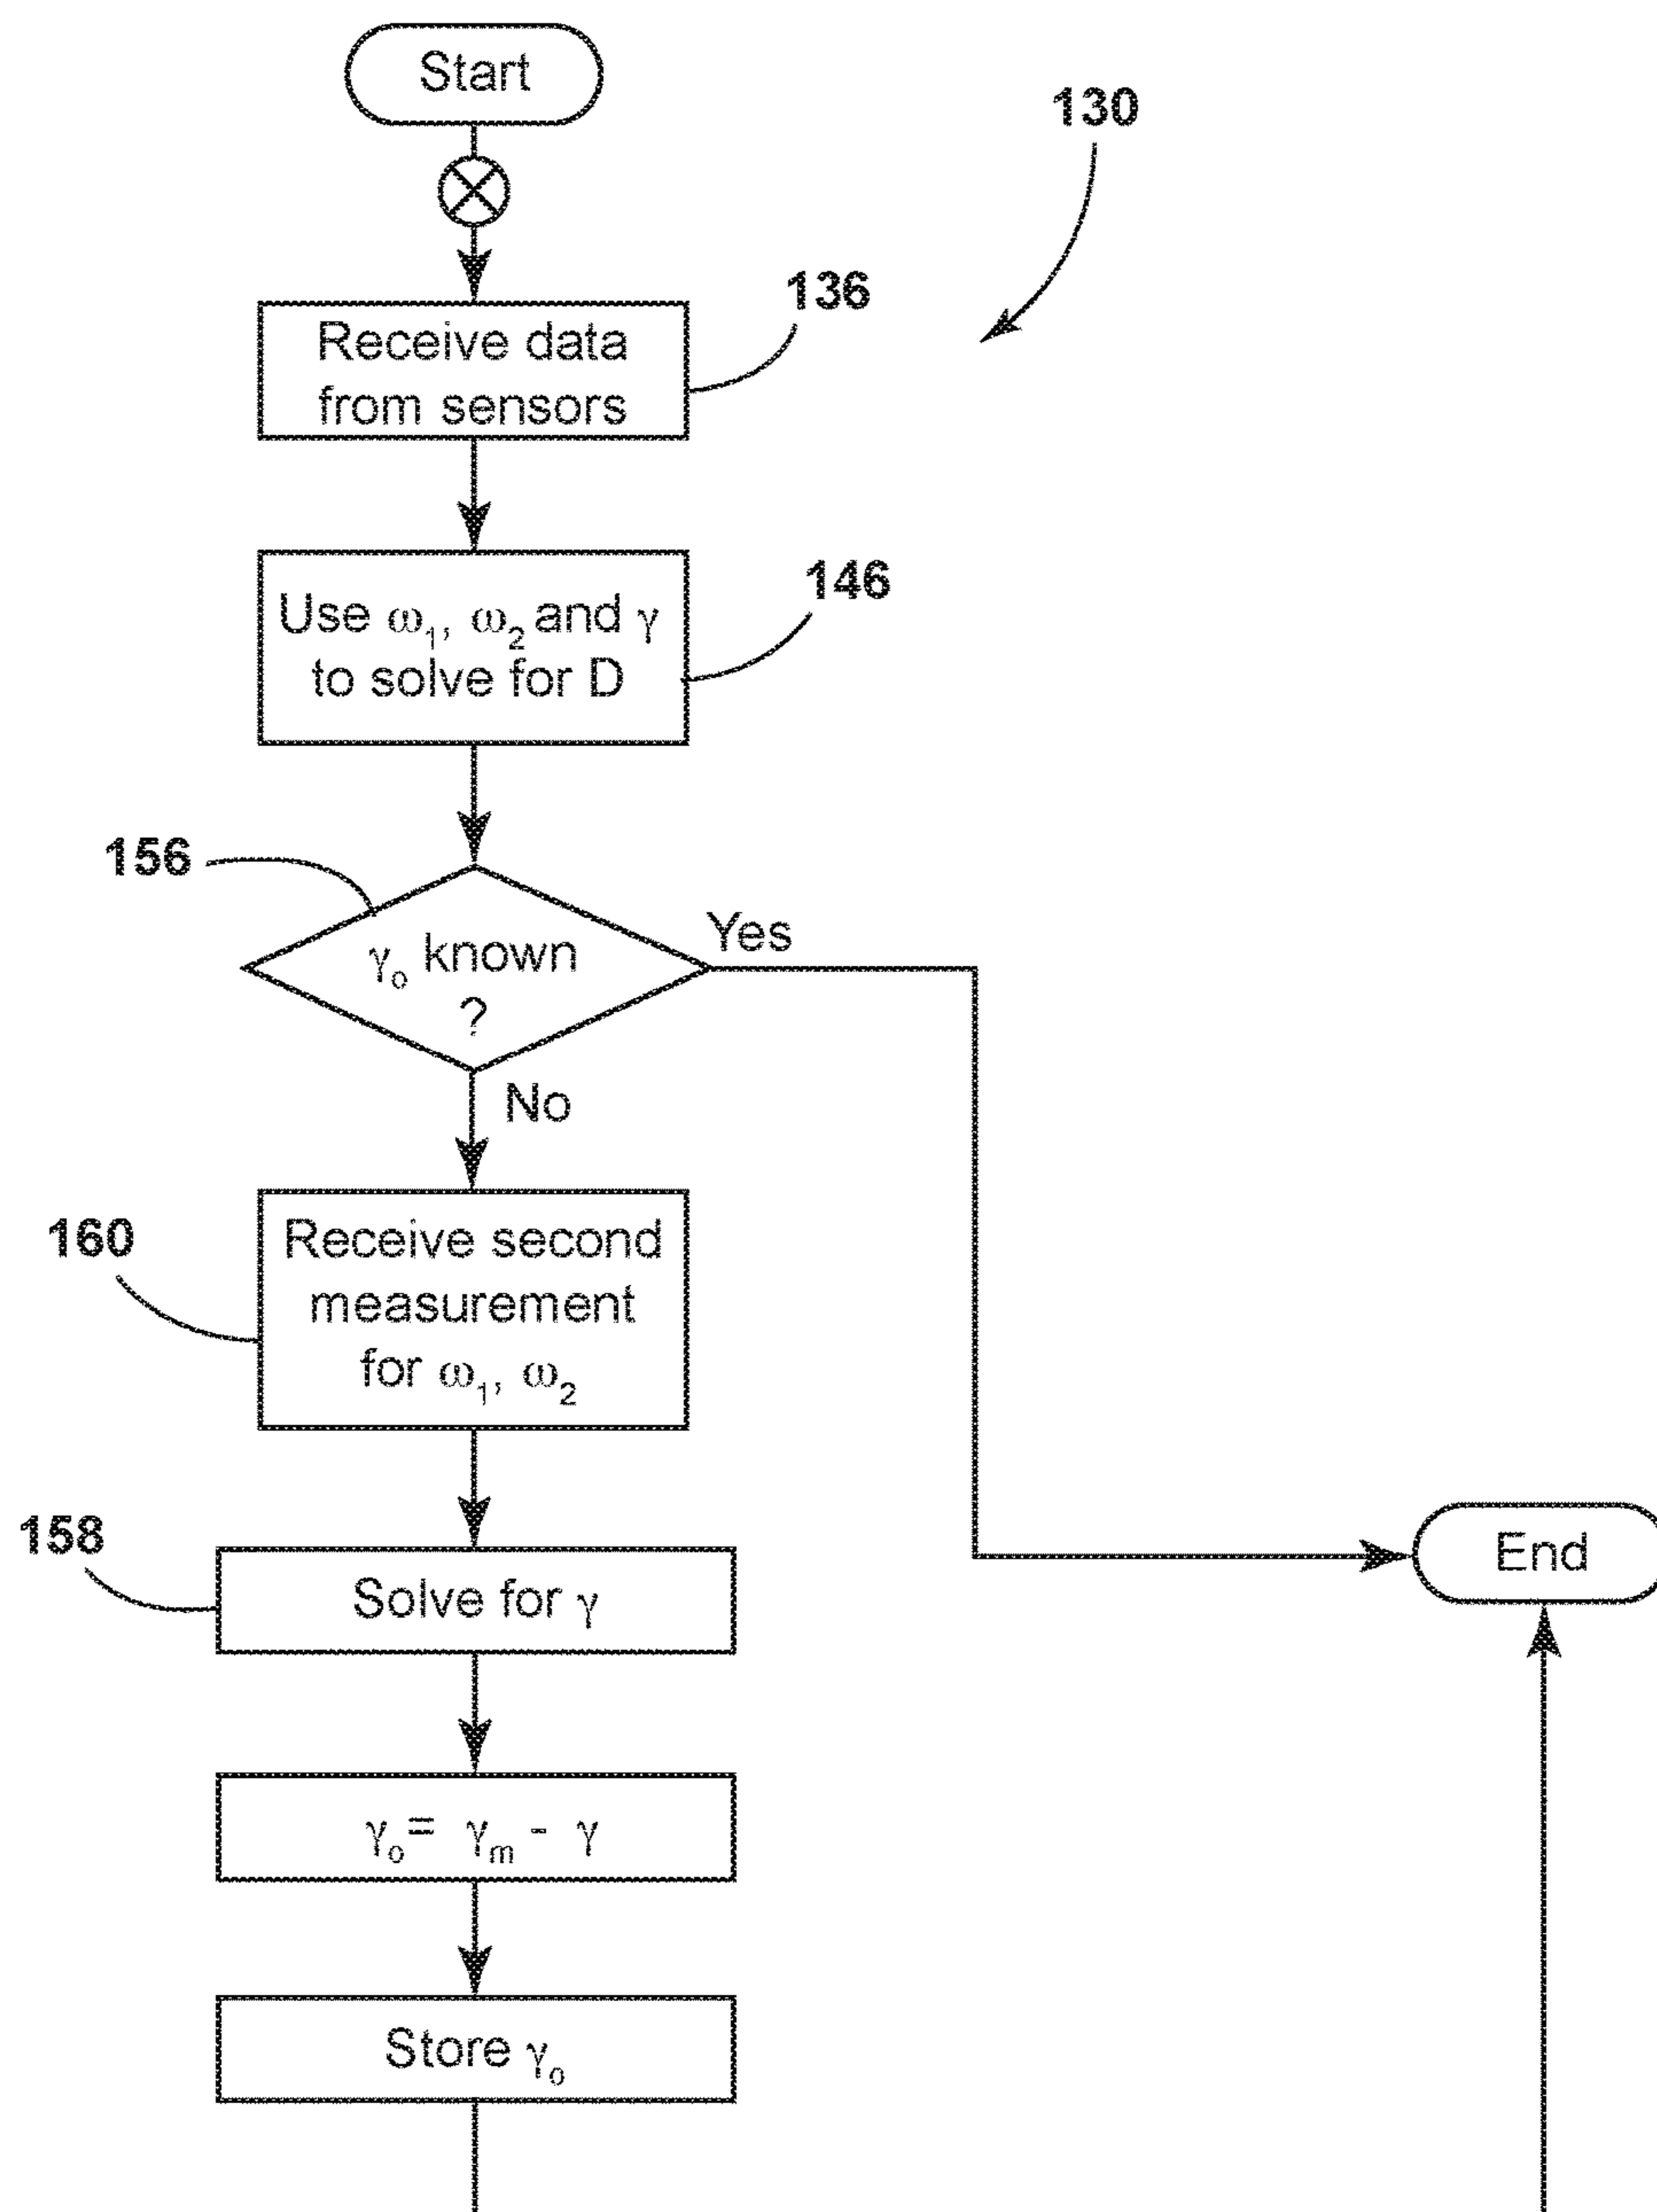 Start
130
136
Receive data
from sensors
146
Use ω₁, ω₂ and γ
to solve for D
156
Yes
γₒ known
?
No
160
Receive second
measurement
for ω₁, ω₂
158
Solve for γ
End
γₒ= γₘ - γ
Store γₒ